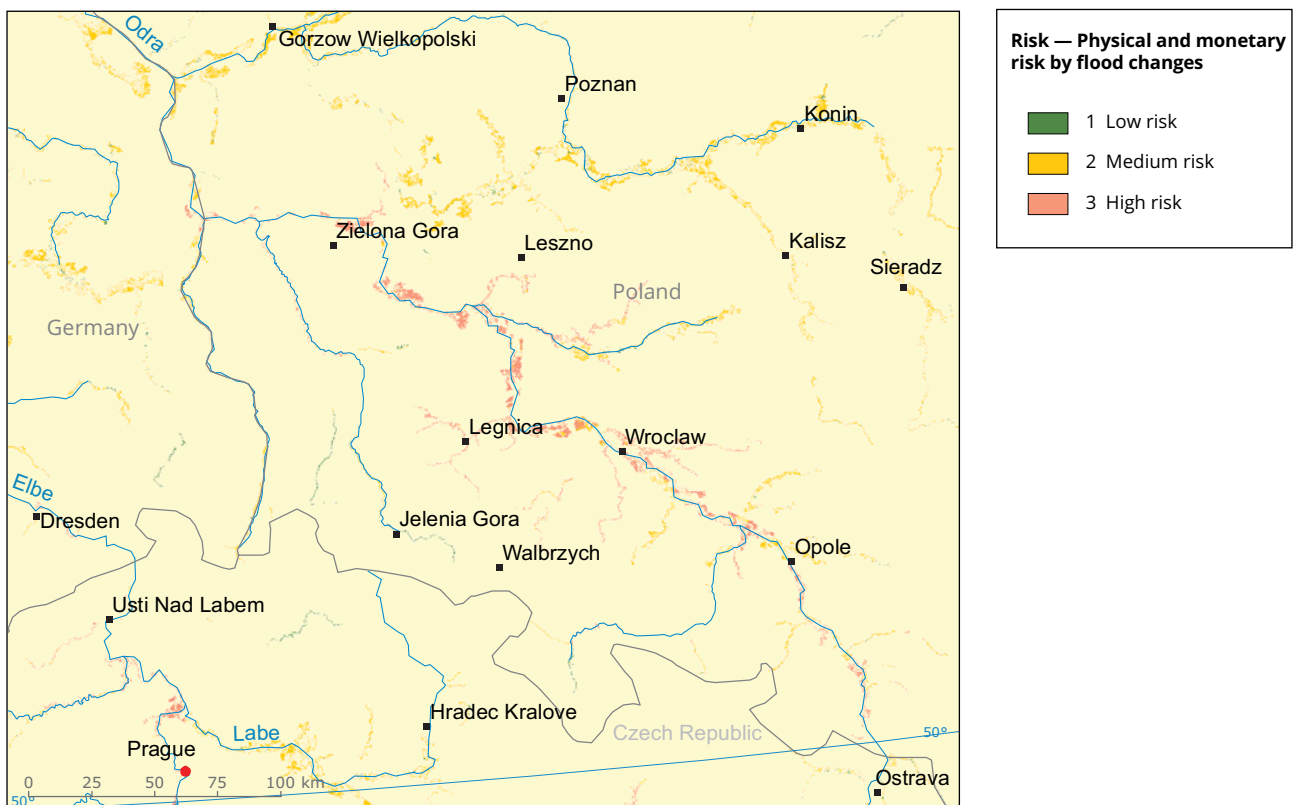 Odra
Gorzow Wielkopolski
Poznan
Konin
Zielona Gora
Leszno
Kalisz
Sieradz
Poland
Germany
Legnica
Wroclaw
Elbe
Dresden
Jelenia Gora
Walbrzych
Opole
Usti Nad Labem
Hradec Kralove
Labe
Czech Republic
50°
Prague
0 25 50 75 100 km
Ostrava
50°
Risk — Physical and monetary
risk by flood changes
1 Low risk
2 Medium risk
3 High risk